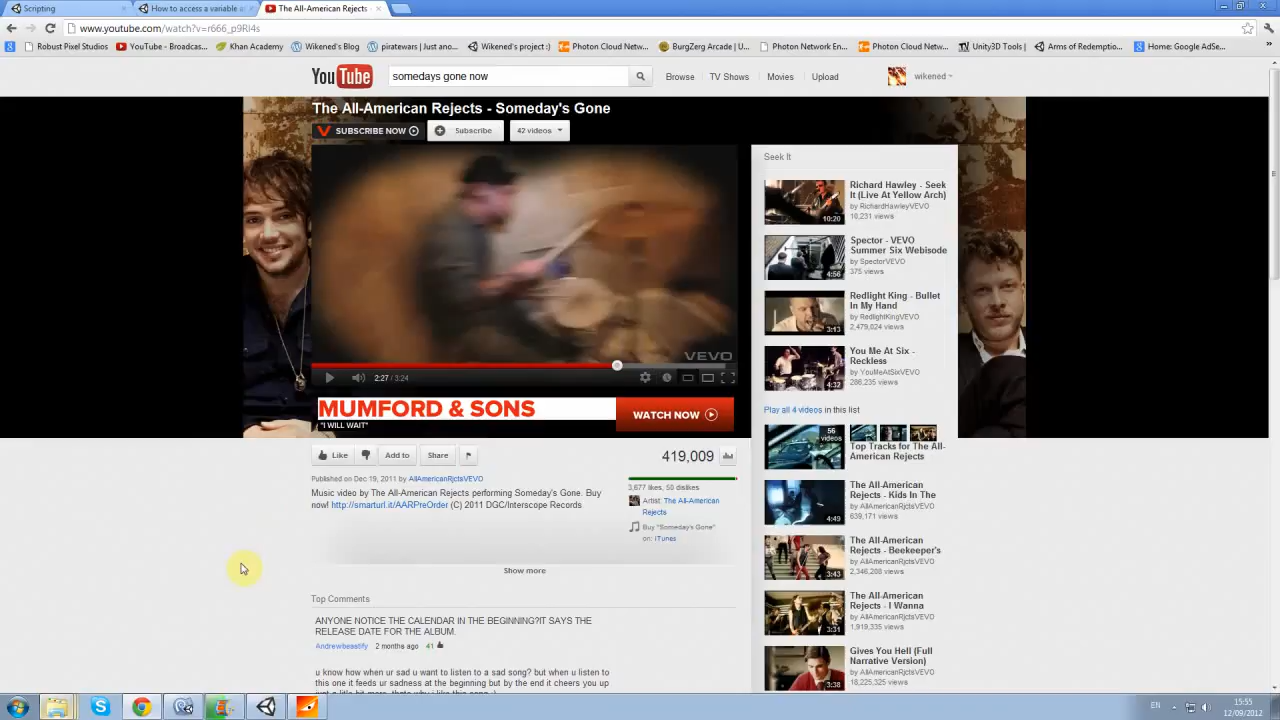 Scripting
How to access a variable a
The All-American Rejects -
www.youtube.com/watch?v=r666_p9Rl4s
Robust Pixel Studios
YouTube - Broadcas...
Khan Academy
Wikened's Blog
piratewars | Just ano...
Wikened's project :)
Photon Cloud Netw...
BurgZerg Arcade | U...
Photon Network En...
Photon Cloud Netw...
Unity3D Tools |
Arms of Redemptio...
Home: Google AdSe...
YouTube
somedays gone now
Browse
TV Shows
Movies
Upload
wikened
The All-American Rejects - Someday's Gone
SUBSCRIBE NOW
Subscribe
42 videos
VEVO
2:27 / 3:24
MUMFORD & SONS
"I WILL WAIT"
WATCH NOW
Like
Add to
Share
419,009
Published on Dec 19, 2011 by AllAmericanRjctsVEVO
Music video by The All-American Rejects performing Someday's Gone. Buy
now! http://smarturl.it/AARPreOrder (C) 2011 DGC/Interscope Records
3,677 likes, 50 dislikes
Artist: The All-American
Rejects
Buy "Someday's Gone"
on: iTunes
Show more
Top Comments
ANYONE NOTICE THE CALENDAR IN THE BEGINNING?IT SAYS THE
RELEASE DATE FOR THE ALBUM.
Andrewbeastify 2 months ago 41
u know how when ur sad u want to listen to a sad song? but when u listen to
this one it feeds ur sadness at the beginning but by the end it cheers you up
Seek It
10:20
Richard Hawley - Seek
It (Live At Yellow Arch)
by RichardHawleyVEVO
10,231 views
4:56
Spector - VEVO
Summer Six Webisode
by SpectorVEVO
375 views
3:13
Redlight King - Bullet
In My Hand
by RedlightKingVEVO
2,479,024 views
4:32
You Me At Six -
Reckless
by YouMeAtSixVEVO
286,235 views
Play all 4 videos in this list
56
videos
Top Tracks for The All-
American Rejects
4:49
The All-American
Rejects - Kids In The
by AllAmericanRjctsVEVO
639,171 views
3:43
The All-American
Rejects - Beekeeper's
by AllAmericanRjctsVEVO
2,346,208 views
3:31
The All-American
Rejects - I Wanna
by AllAmericanRjctsVEVO
1,919,335 views
3:38
Gives You Hell (Full
Narrative Version)
by AllAmericanRjctsVEVO
18,225,325 views
EN
15:55
12/09/2012